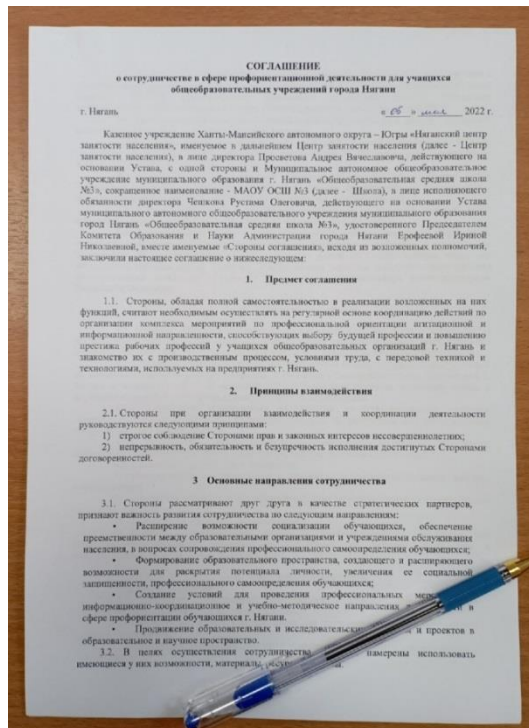 СОГЛАШЕНИЕ
о сотрудничестве в сфере профориентационной деятельности для учащихся
общеобразовательных учреждений города Нягани
г. Нягань « 06 » мая 2022 г.
Казенное учреждение Ханты-Мансийского автономного округа – Югры «Няганский центр
занятости населения», именуемое в дальнейшем Центр занятости населения (далее - Центр
занятости населения), в лице директора Просветова Андрея Вячеславовича, действующего на
основании Устава, с одной стороны и Муниципальное автономное общеобразовательное
учреждение муниципального образования г. Нягань «Общеобразовательная средняя школа
№3», сокращенное наименование - МАОУ ОСШ №3 (далее - Школа), в лице исполняющего
обязанности директора Рустама Олеговича, действующего на основании Устава
муниципального автономного общеобразовательного учреждения муниципального образования
город Нягань «Общеобразовательная средняя школа №3», удостоверенного Председателем
Комитета Образования и Науки Администрации города Нягани Ерофеевой Ириной
Николаевной, вместе именуемые «Стороны соглашения», исходя из возложенных полномочий,
заключили настоящее соглашение о нижеследующем:
1. Предмет соглашения
1.1. Стороны, обладая полной самостоятельностью в реализации возложенных на них
функций, считают необходимым осуществлять на регулярной основе координацию действий по
организации комплекса мероприятий по профессиональной ориентации агитационной и
информационной направленности, способствующих выбору будущей профессии и повышению
престижа рабочих профессий у учащихся общеобразовательных организаций г. Нягань и
знакомство их с производственным процессом, условиями труда, с передовой техникой и
технологиями, используемых на предприятиях г. Нягань.
2. Принципы взаимодействия
2.1. Стороны при организации взаимодействия и координации деятельности
руководствуются следующими принципами:
1) строгое соблюдение Сторонами прав и законных интересов несовершеннолетних;
2) непрерывность, обязательность и безупречность исполнения достигнутых Сторонами
договоренностей.
3 Основные направления сотрудничества
3.1. Стороны рассматривают друг друга в качестве стратегических партнеров,
признают важность развития сотрудничества по следующим направлениям:
• Расширение возможности социализации обучающихся, обеспечение
преемственности между образовательными организациями и учреждениями обслуживания
населения, в вопросах сопровождения профессионального самоопределения обучающихся;
• Формирование образовательного пространства, создающего и расширяющего
возможности для раскрытия потенциала личности, увеличения ее социальной
защищенности, профессионального самоопределения обучающихся;
• Создание условий для проведения профессиональных
информационно-координационное и учебно-методическое направления в
сфере профориентации обучающихся г. Нягани.
• Продвижение образовательных и исследовательских и проектов в
образовательное и научное пространство.
3.2. В целях осуществления сотрудничества намерены использовать
имеющиеся у них возможности, материалы,